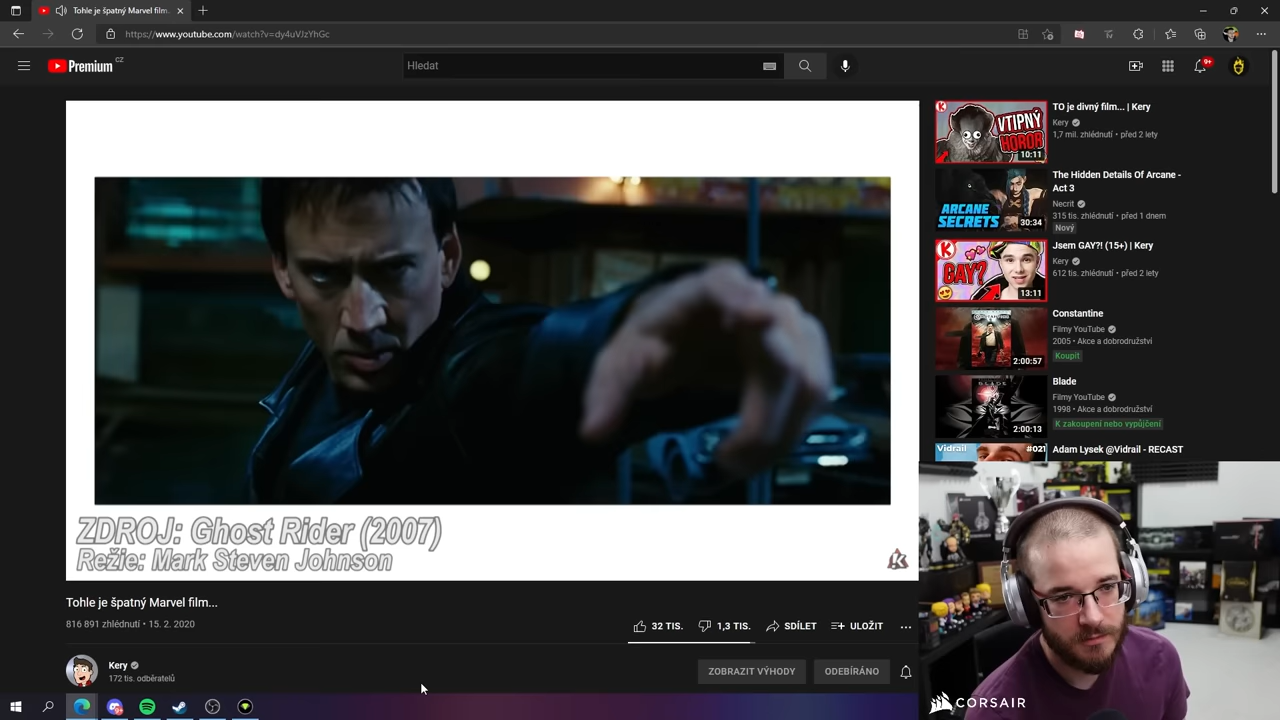 Tohle je špatný Marvel film
https://www.youtube.com/watch?v=dy4uVJzYhGc
Premium CZ
Hledat
9+
ZDROJ: Ghost Rider (2007)
Režie: Mark Steven Johnson
Tohle je špatný Marvel film...
816 891 zhlédnutí • 15. 2. 2020
32 TIS.
1,3 TIS.
SDÍLET
ULOŽIT
Kery
172 tis. odběratelů
ZOBRAZIT VÝHODY
ODEBÍRÁNO
VTIPNÝ
HOROR
10:11
TO je divný film... | Kery
Kery
1,7 mil. zhlédnutí • před 2 lety
ARCANE
SECRETS
30:34
The Hidden Details Of Arcane -
Act 3
Necrit
315 tis. zhlédnutí • před 1 dnem
Nový
GAY?
13:11
Jsem GAY?! (15+) | Kery
Kery
612 tis. zhlédnutí • před 2 lety
2:00:57
Constantine
Filmy YouTube
2005 • Akce a dobrodružství
Koupit
2:00:13
Blade
Filmy YouTube
1998 • Akce a dobrodružství
K zakoupení nebo vypůjčení
Vidrail
#021
Adam Lysek @Vidrail - RECAST
CORSAIR